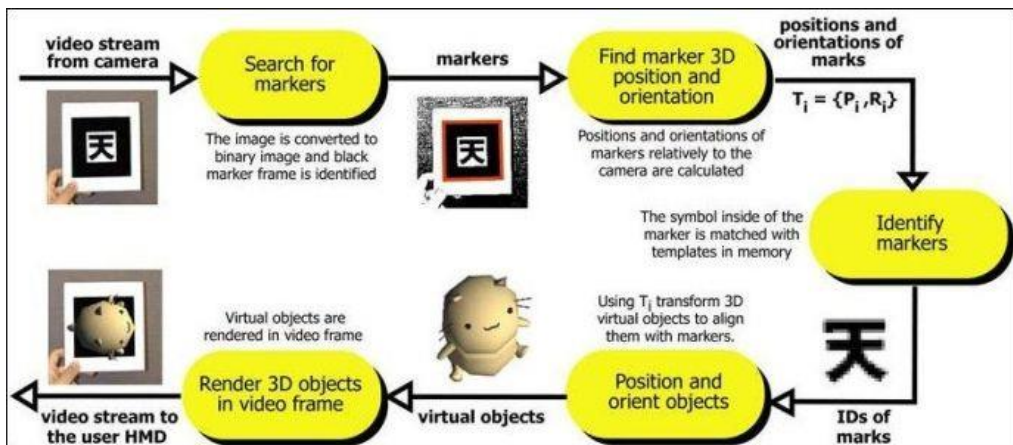 video stream
from camera
Search for
markers
The image is converted to
binary image and black
marker frame is identified
天
markers
天
Find marker 3D
position and
orientation
Positions and orientations of
markers relatively to the
camera are calculated
positions and
orientations of
marks
Ti = {Pi ,Ri}
Identify
markers
The symbol inside of the
marker is matched with
templates in memory
天
IDs of
marks
Position and
orient objects
Using Ti transform 3D
virtual objects to align
them with markers.
virtual objects
Render 3D objects
in video frame
Virtual objects are
rendered in video frame
video stream to
the user HMD